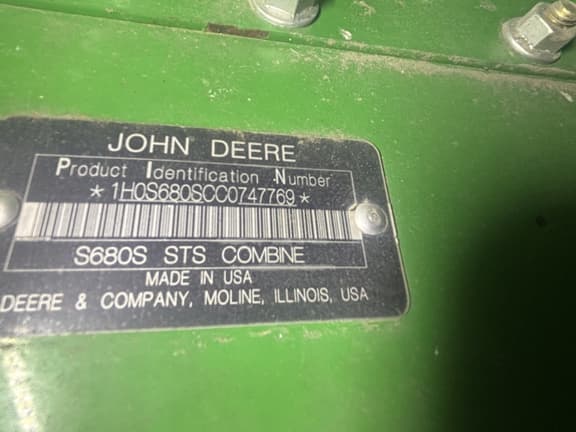 JOHN DEERE
Product Identification Number
*1H0S680SCC0747769*
S680S STS COMBINE
MADE IN USA
DEERE & COMPANY, MOLINE, ILLINOIS, USA